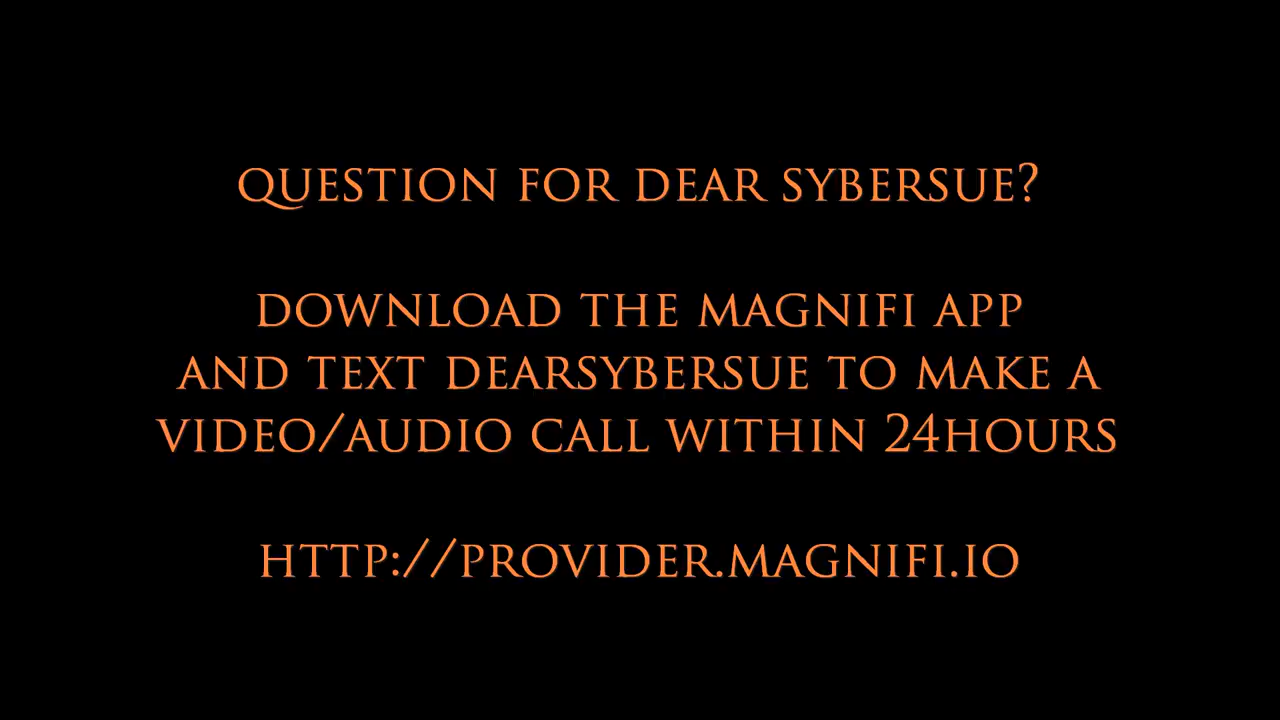 QUESTION FOR DEAR SYBERSUE?
DOWNLOAD THE MAGNIFI APP
AND TEXT DEARSYBERSUE TO MAKE A
VIDEO/AUDIO CALL WITHIN 24HOURS
HTTP://PROVIDER.MAGNIFI.IO